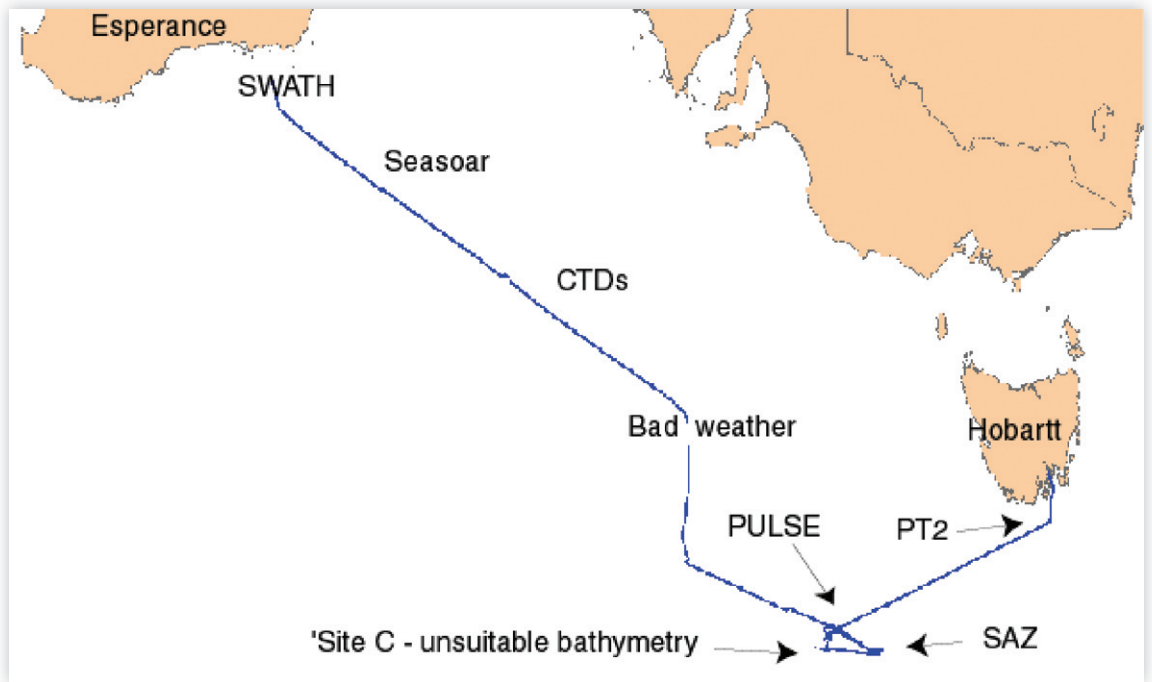 Esperance
SWATH
Seasoar
CTDs
Bad weather
Hobartt
PULSE
PT2
'Site C - unsuitable bathymetry
SAZ